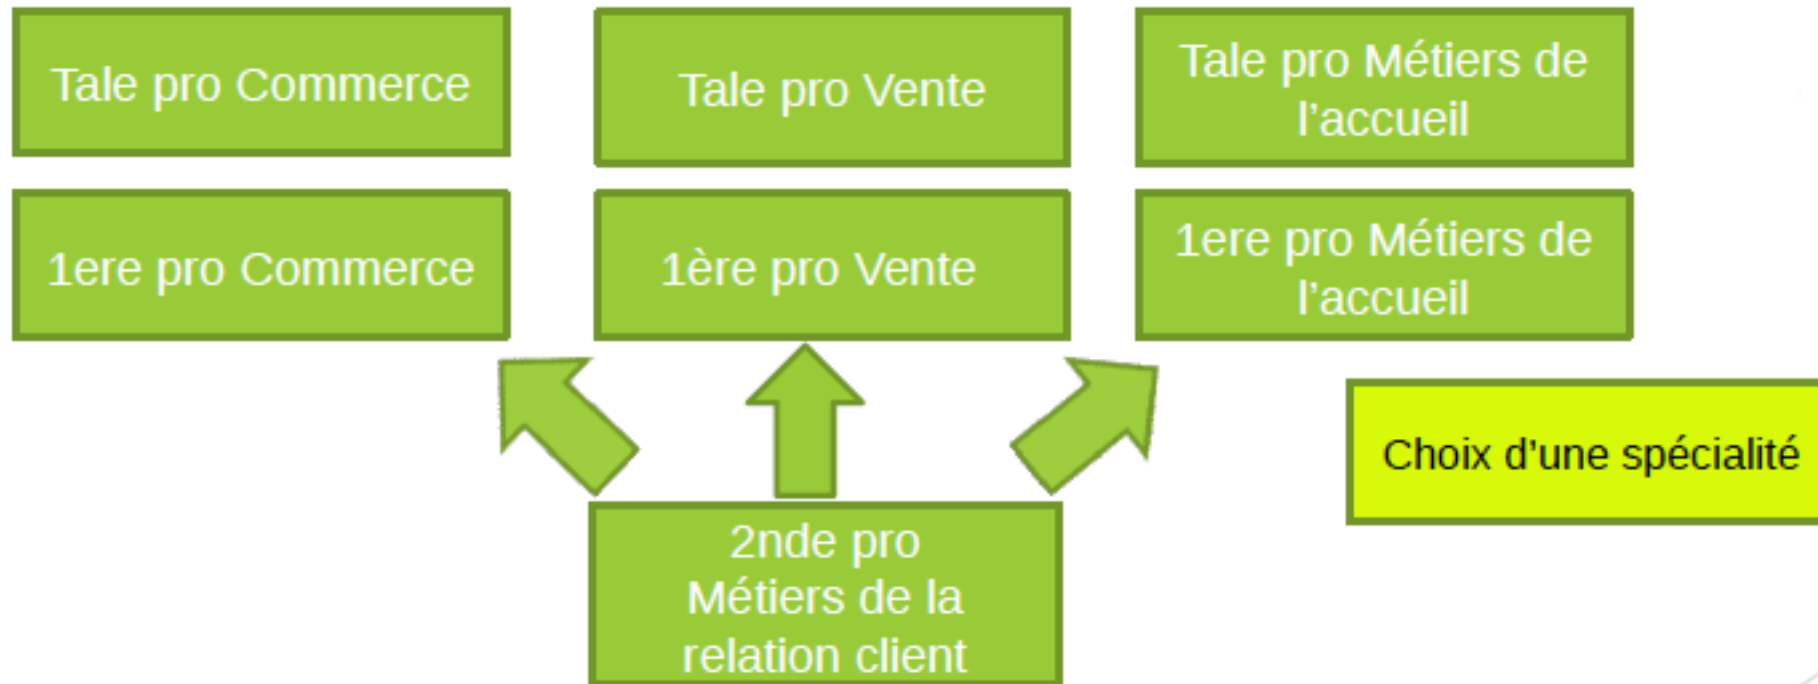 Tale pro Commerce
Tale pro Vente
Tale pro Métiers de
l’accueil
1ere pro Commerce
1ère pro Vente
1ere pro Métiers de
l’accueil
Choix d’une spécialité
2nde pro
Métiers de la
relation client